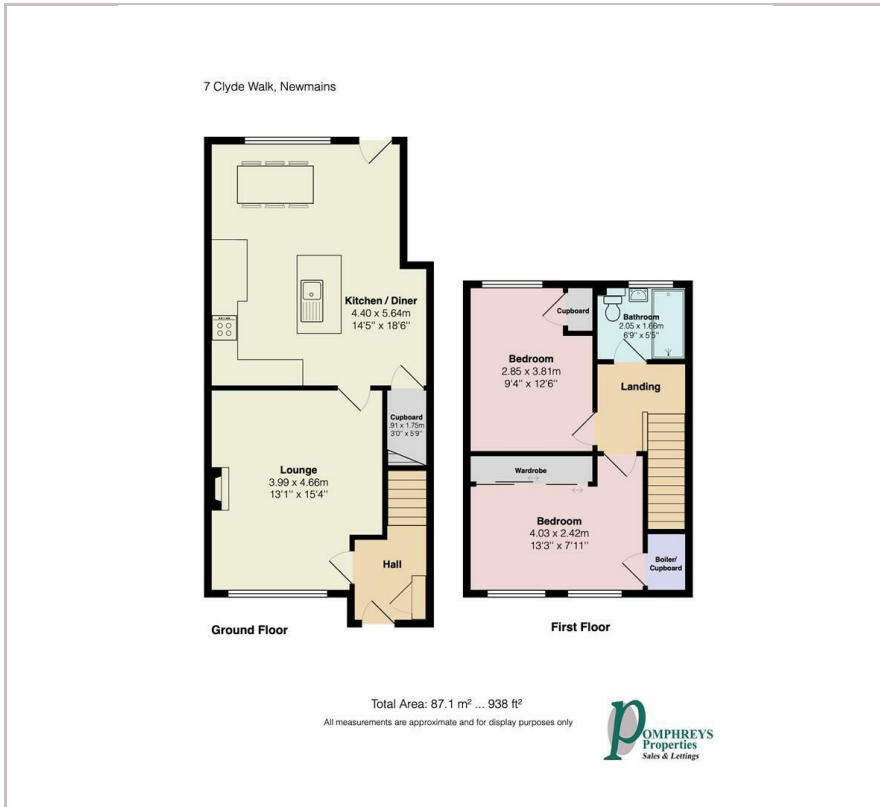 7 Clyde Walk, Newmains
Kitchen / Diner
4.40 x 5.64m
14'5'' x 18'6''
Cupboard
.91 x 1.75m
3'0'' x 5'9''
Lounge
3.99 x 4.66m
13'1'' x 15'4''
Hall
Ground Floor
Cupboard
Bathroom
2.05 x 1.66m
6'9'' x 5'5''
Bedroom
2.85 x 3.81m
9'4'' x 12'6''
Landing
Wardrobe
Bedroom
4.03 x 2.42m
13'3'' x 7'11''
Boiler/
Cupboard
First Floor
Total Area: 87.1 m² ... 938 ft²
All measurements are approximate and for display purposes only
POMPHREYS
Properties
Sales & Lettings